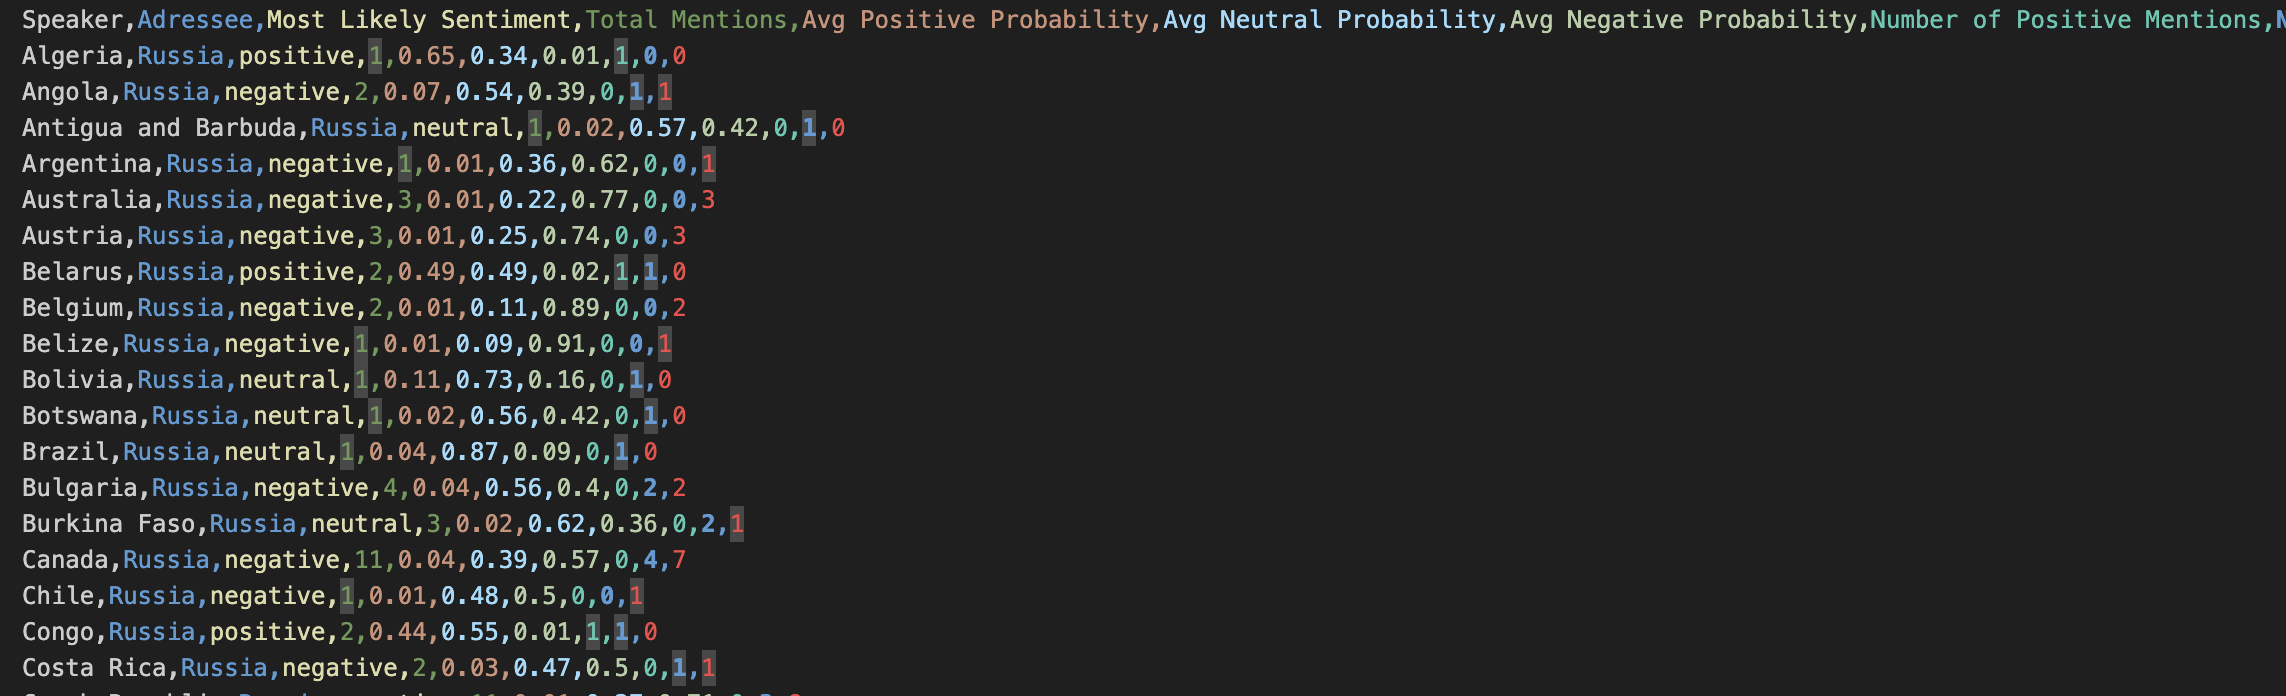 Speaker,Adressee,Most Likely Sentiment,Total Mentions,Avg Positive Probability,Avg Neutral Probability,Avg Negative Probability,Number of Positive Mentions,
Algeria,Russia,positive,1,0.65,0.34,0.01,1,0,0
Angola,Russia,negative,2,0.07,0.54,0.39,0,1,1
Antigua and Barbuda,Russia,neutral,1,0.02,0.57,0.42,0,1,0
Argentina,Russia,negative,1,0.01,0.36,0.62,0,0,1
Australia,Russia,negative,3,0.01,0.22,0.77,0,0,3
Austria,Russia,negative,3,0.01,0.25,0.74,0,0,3
Belarus,Russia,positive,2,0.49,0.49,0.02,1,1,0
Belgium,Russia,negative,2,0.01,0.11,0.89,0,0,2
Belize,Russia,negative,1,0.01,0.09,0.91,0,0,1
Bolivia,Russia,neutral,1,0.11,0.73,0.16,0,1,0
Botswana,Russia,neutral,1,0.02,0.56,0.42,0,1,0
Brazil,Russia,neutral,1,0.04,0.87,0.09,0,1,0
Bulgaria,Russia,negative,4,0.04,0.56,0.4,0,2,2
Burkina Faso,Russia,neutral,3,0.02,0.62,0.36,0,2,1
Canada,Russia,negative,11,0.04,0.39,0.57,0,4,7
Chile,Russia,negative,1,0.01,0.48,0.5,0,0,1
Congo,Russia,positive,2,0.44,0.55,0.01,1,1,0
Costa Rica,Russia,negative,2,0.03,0.47,0.5,0,1,1